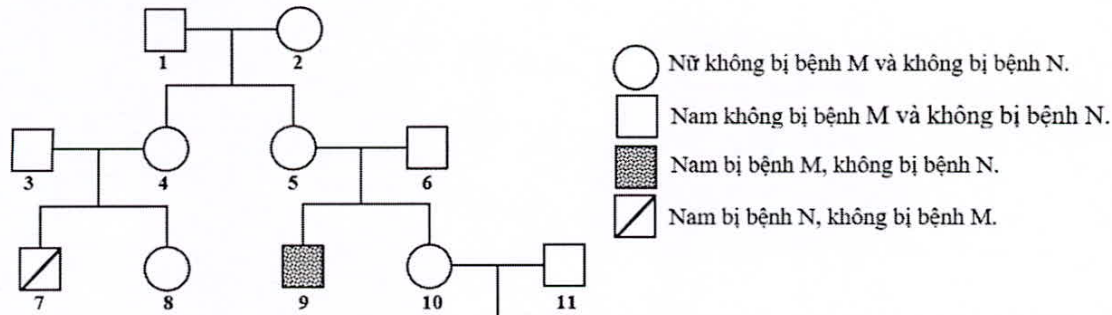 1
2
Nữ không bị bệnh M và không bị bệnh N.
Nam không bị bệnh M và không bị bệnh N.
3
4
5
6
Nam bị bệnh M, không bị bệnh N.
Nam bị bệnh N, không bị bệnh M.
7
8
9
10
11